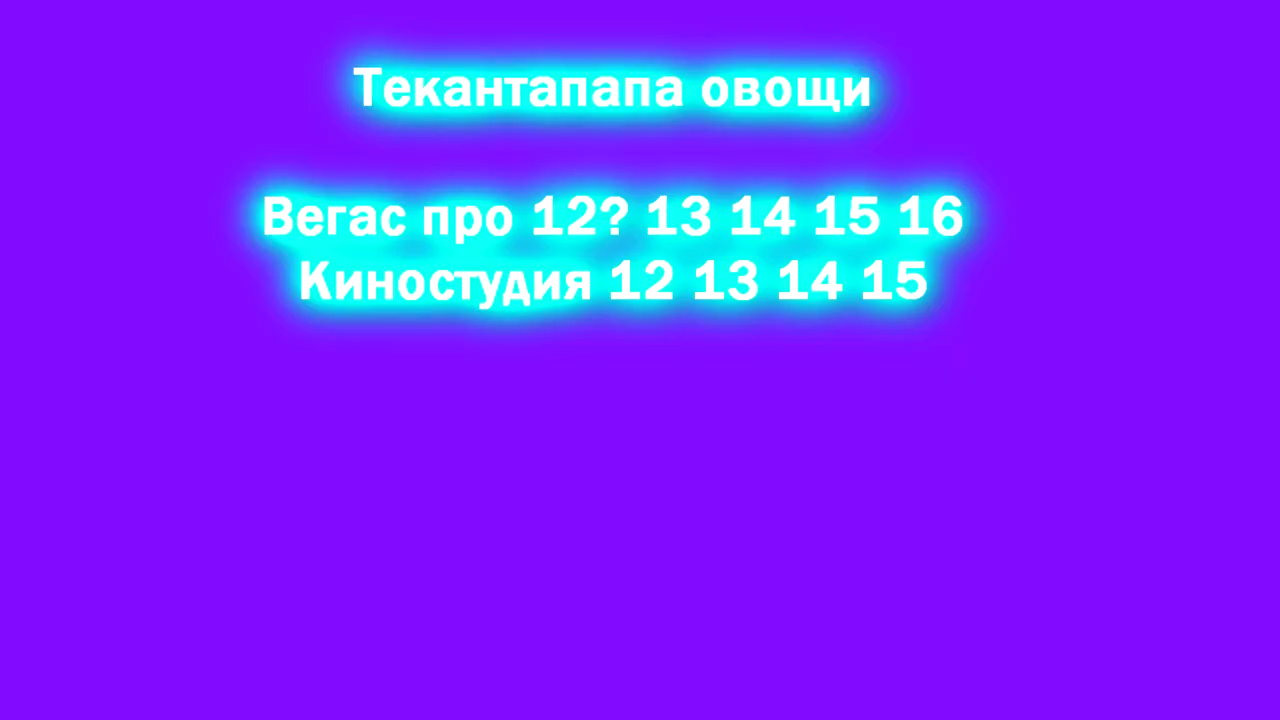 Текантапапа овощи
Вегас про 12? 13 14 15 16
Киностудия 12 13 14 15